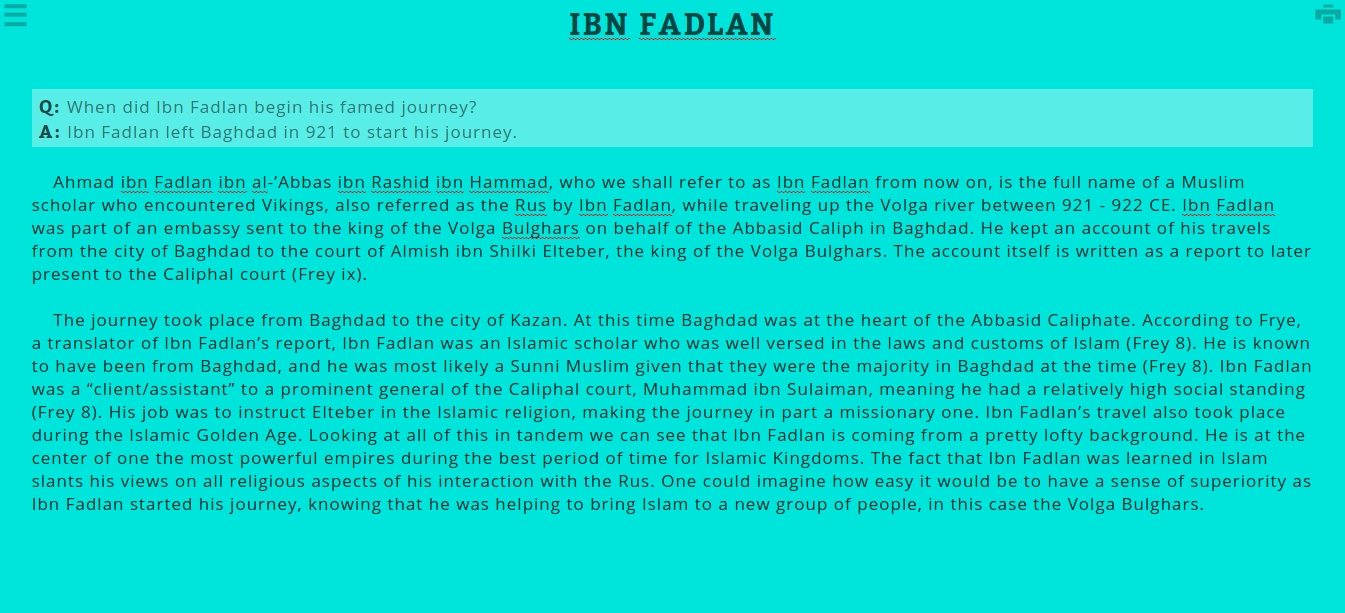 IBN FADLAN
Q: When did Ibn Fadlan begin his famed journey?
A: Ibn Fadlan left Baghdad in 921 to start his journey.
Ahmad ibn Fadlan ibn al-’Abbas ibn Rashid ibn Hammad, who we shall refer to as Ibn Fadlan from now on, is the full name of a Muslim
scholar who encountered Vikings, also referred as the Rus by Ibn Fadlan, while traveling up the Volga river between 921 - 922 CE. Ibn Fadlan
was part of an embassy sent to the king of the Volga Bulghars on behalf of the Abbasid Caliph in Baghdad. He kept an account of his travels
from the city of Baghdad to the court of Almish ibn Shilki Elteber, the king of the Volga Bulghars. The account itself is written as a report to later
present to the Caliphal court (Frey ix).
The journey took place from Baghdad to the city of Kazan. At this time Baghdad was at the heart of the Abbasid Caliphate. According to Frye,
a translator of Ibn Fadlan’s report, Ibn Fadlan was an Islamic scholar who was well versed in the laws and customs of Islam (Frey 8). He is known
to have been from Baghdad, and he was most likely a Sunni Muslim given that they were the majority in Baghdad at the time (Frey 8). Ibn Fadlan
was a “client/assistant” to a prominent general of the Caliphal court, Muhammad ibn Sulaiman, meaning he had a relatively high social standing
(Frey 8). His job was to instruct Elteber in the Islamic religion, making the journey in part a missionary one. Ibn Fadlan’s travel also took place
during the Islamic Golden Age. Looking at all of this in tandem we can see that Ibn Fadlan is coming from a pretty lofty background. He is at the
center of one the most powerful empires during the best period of time for Islamic Kingdoms. The fact that Ibn Fadlan was learned in Islam
slants his views on all religious aspects of his interaction with the Rus. One could imagine how easy it would be to have a sense of superiority as
Ibn Fadlan started his journey, knowing that he was helping to bring Islam to a new group of people, in this case the Volga Bulghars.